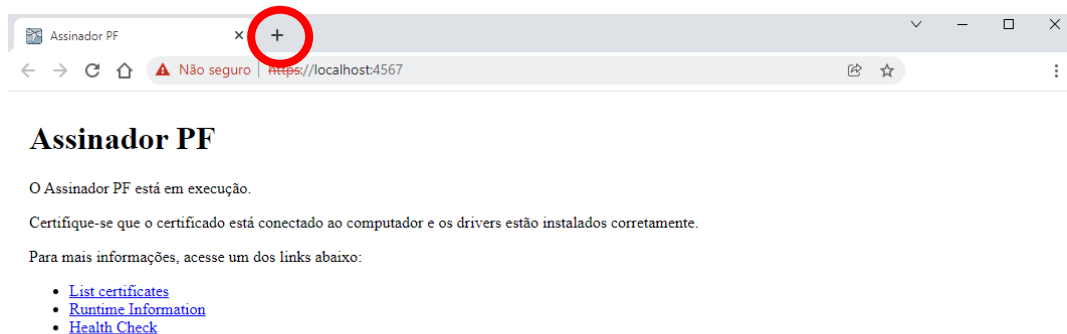 Assinador PF
Não seguro | https://localhost:4567
Assinador PF
O Assinador PF está em execução.
Certifique-se que o certificado está conectado ao computador e os drivers estão instalados corretamente.
Para mais informações, acesse um dos links abaixo:
List certificates
Runtime Information
Health Check